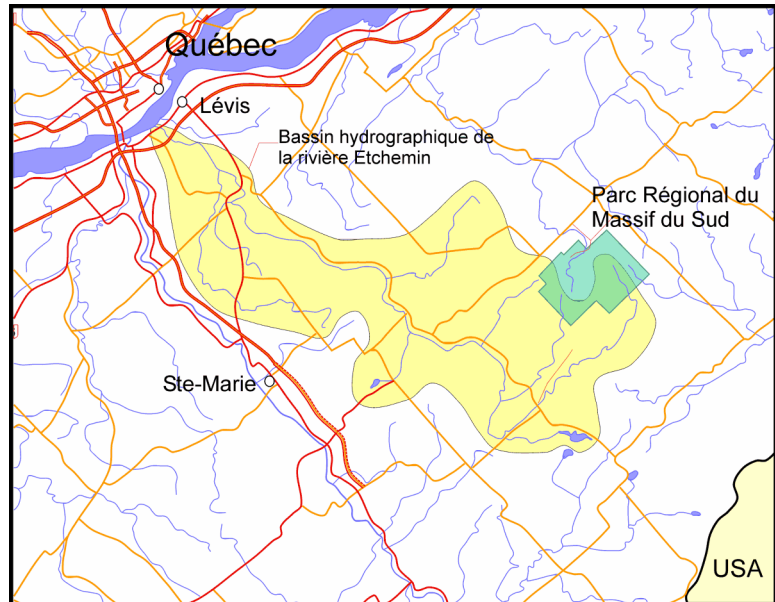 Québec
Lévis
Bassin hydrographique de
la rivière Etchemin
Parc Régional du
Massif du Sud
Ste-Marie
USA